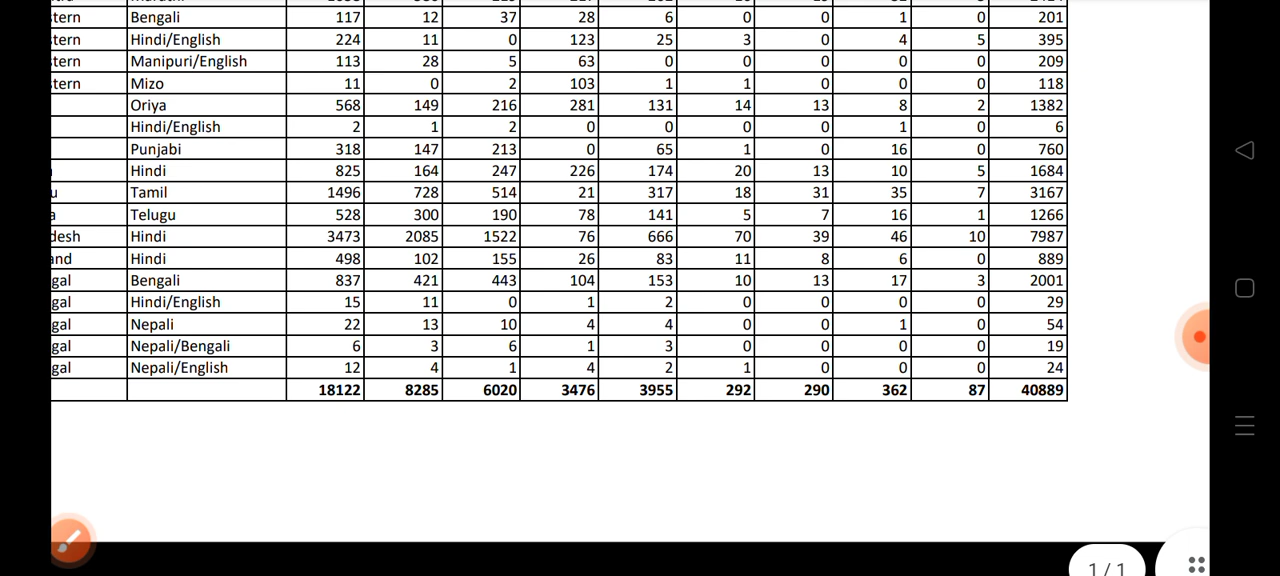 stern Bengali 117 12 37 28 6 0 0 1 0 201
stern Hindi/English 224 11 0 123 25 3 0 4 5 395
stern Manipuri/English 113 28 5 63 0 0 0 0 0 209
stern Mizo 11 0 2 103 1 1 0 0 0 118
Oriya 568 149 216 281 131 14 13 8 2 1382
Hindi/English 2 1 2 0 0 0 0 1 0 6
Punjabi 318 147 213 0 65 1 0 16 0 760
Hindi 825 164 247 226 174 20 13 10 5 1684
u Tamil 1496 728 514 21 317 18 31 35 7 3167
a Telugu 528 300 190 78 141 5 7 16 1 1266
desh Hindi 3473 2085 1522 76 666 70 39 46 10 7987
and Hindi 498 102 155 26 83 11 8 6 0 889
gal Bengali 837 421 443 104 153 10 13 17 3 2001
gal Hindi/English 15 11 0 1 2 0 0 0 0 29
gal Nepali 22 13 10 4 4 0 0 1 0 54
gal Nepali/Bengali 6 3 6 1 3 0 0 0 0 19
gal Nepali/English 12 4 1 4 2 1 0 0 0 24
18122 8285 6020 3476 3955 292 290 362 87 40889
1/1